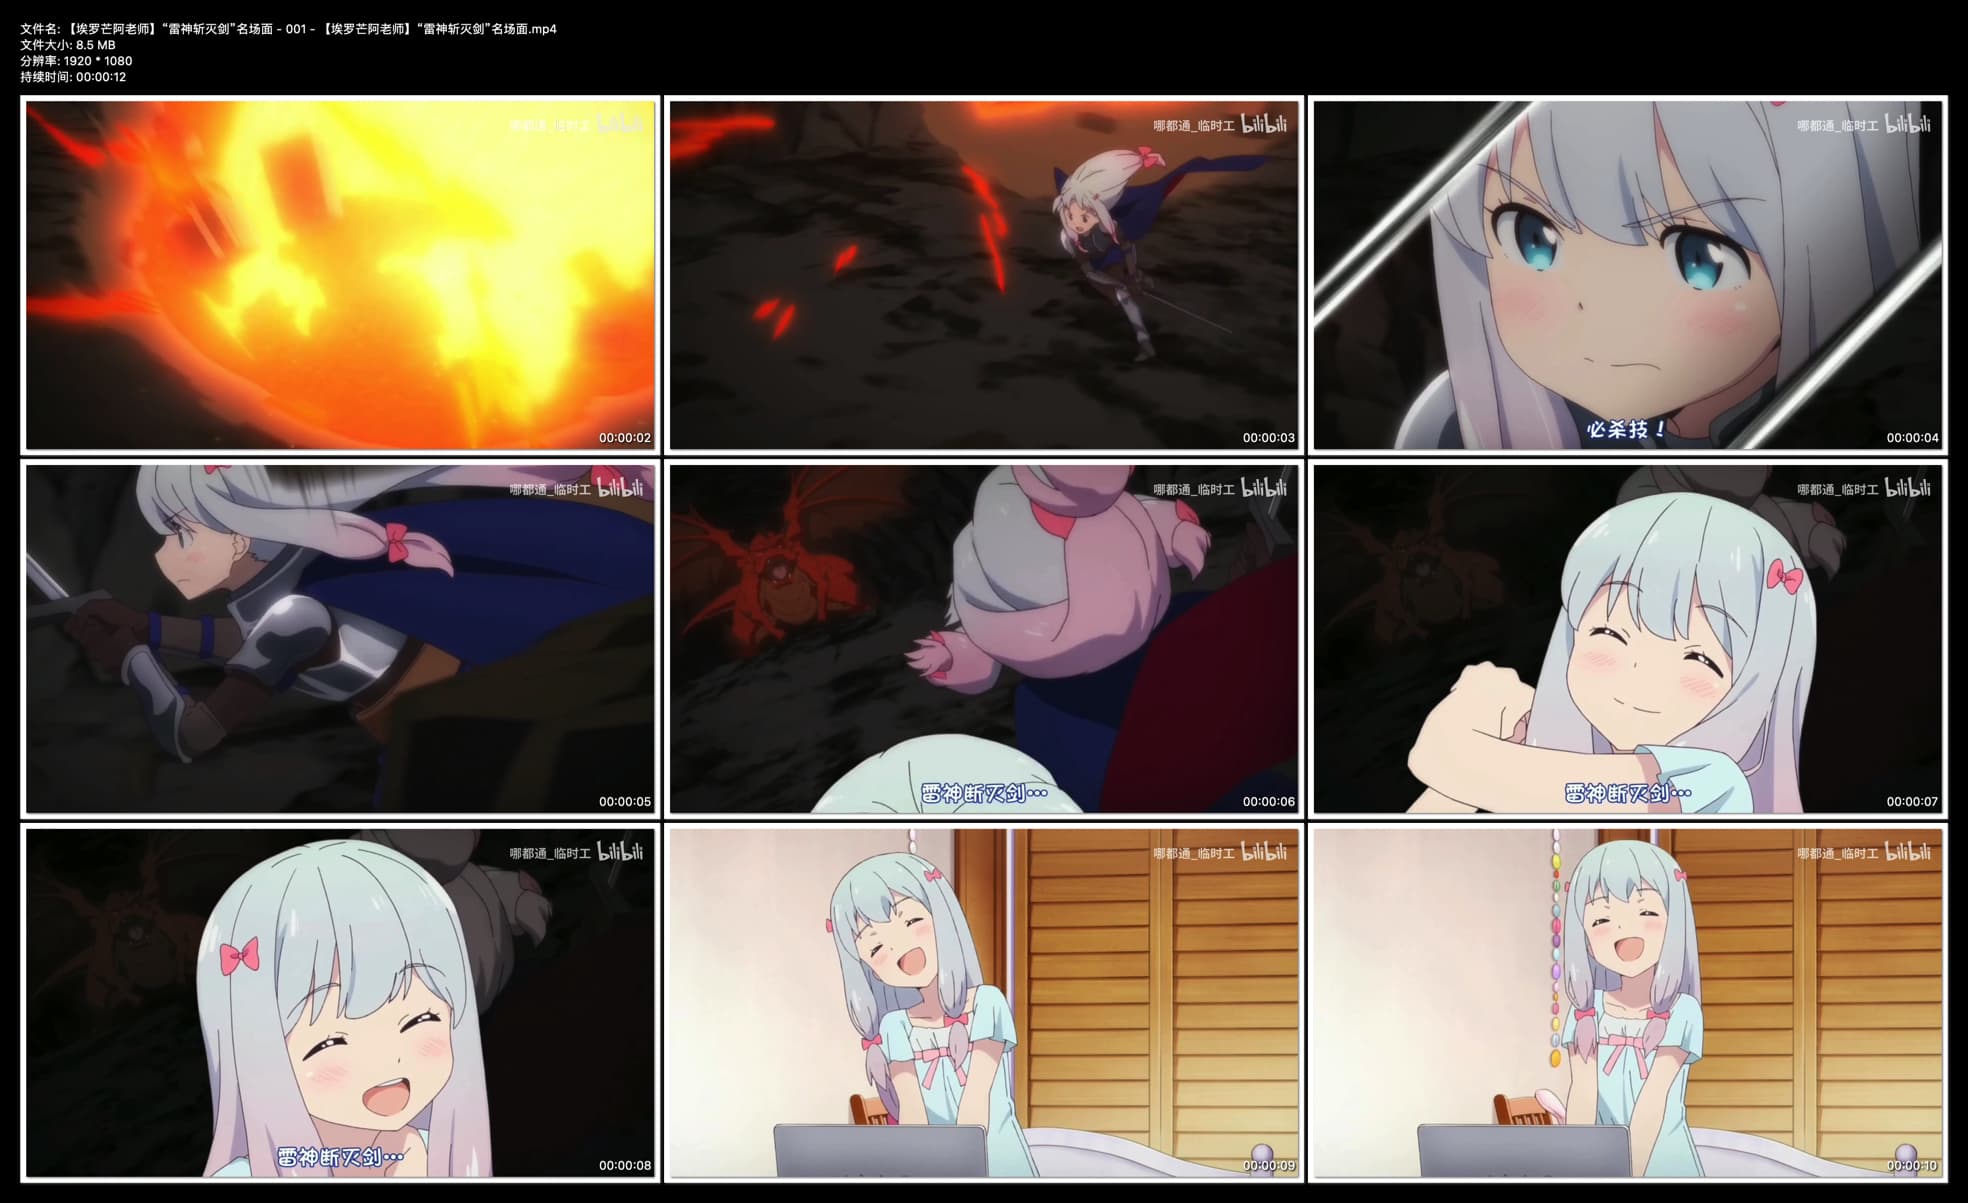 文件名: 【埃罗芒阿老师】“雷神斩灭剑”名场面 - 001 - 【埃罗芒阿老师】“雷神斩灭剑”名场面.mp4
文件大小: 8.5 MB
分辨率: 1920 * 1080
持续时间: 00:00:12
哪都通_临时工 bilibili
00:00:02
哪都通_临时工 bilibili
00:00:03
哪都通_临时工 bilibili
必杀技！
00:00:04
哪都通_临时工 bilibili
00:00:05
哪都通_临时工 bilibili
雷神断灭剑…
00:00:06
哪都通_临时工 bilibili
雷神断灭剑…
00:00:07
哪都通_临时工 bilibili
雷神断灭剑…
00:00:08
哪都通_临时工 bilibili
00:00:09
哪都通_临时工 bilibili
00:00:10